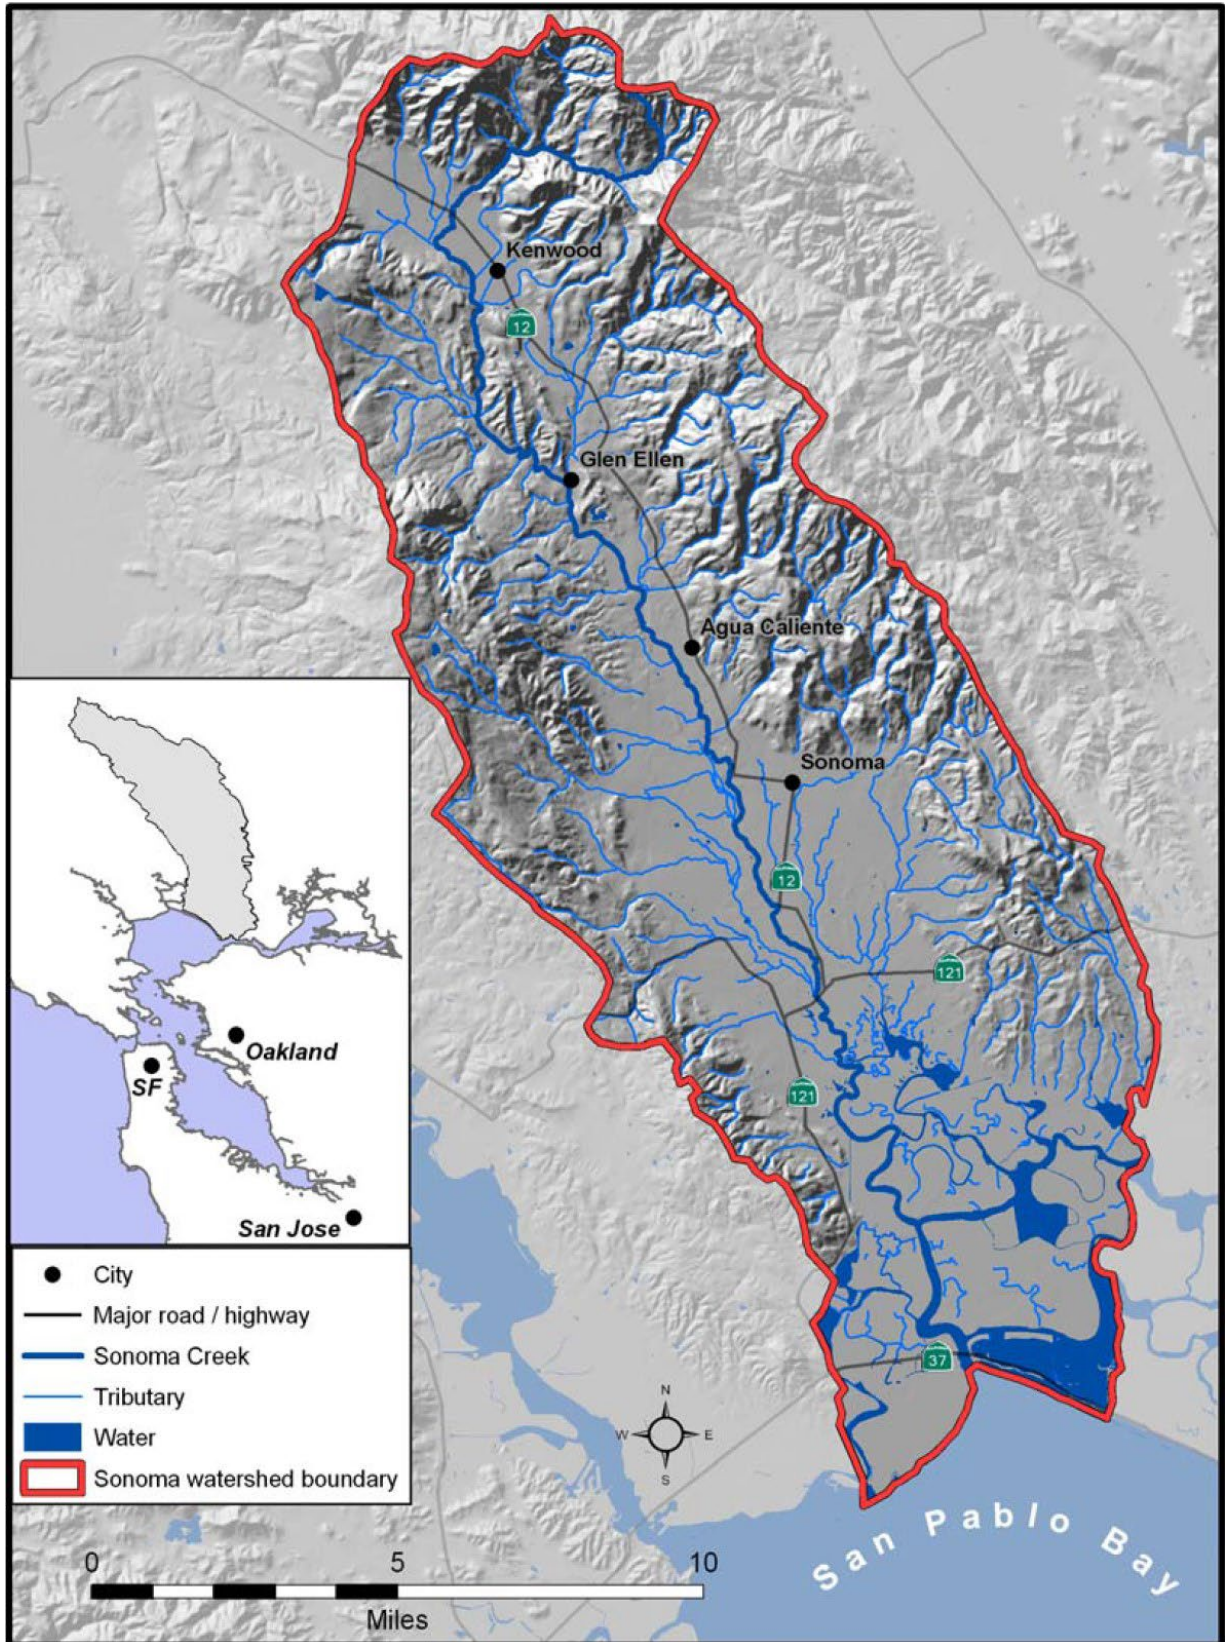 Kenwood
12
Glen Ellen
Agua Caliente
Sonoma
12
121
121
37
Oakland
SF
San Jose
City
Major road / highway
Sonoma Creek
Tributary
Water
Sonoma watershed boundary
N
W E
S
San Pablo Bay
0 5 10
Miles